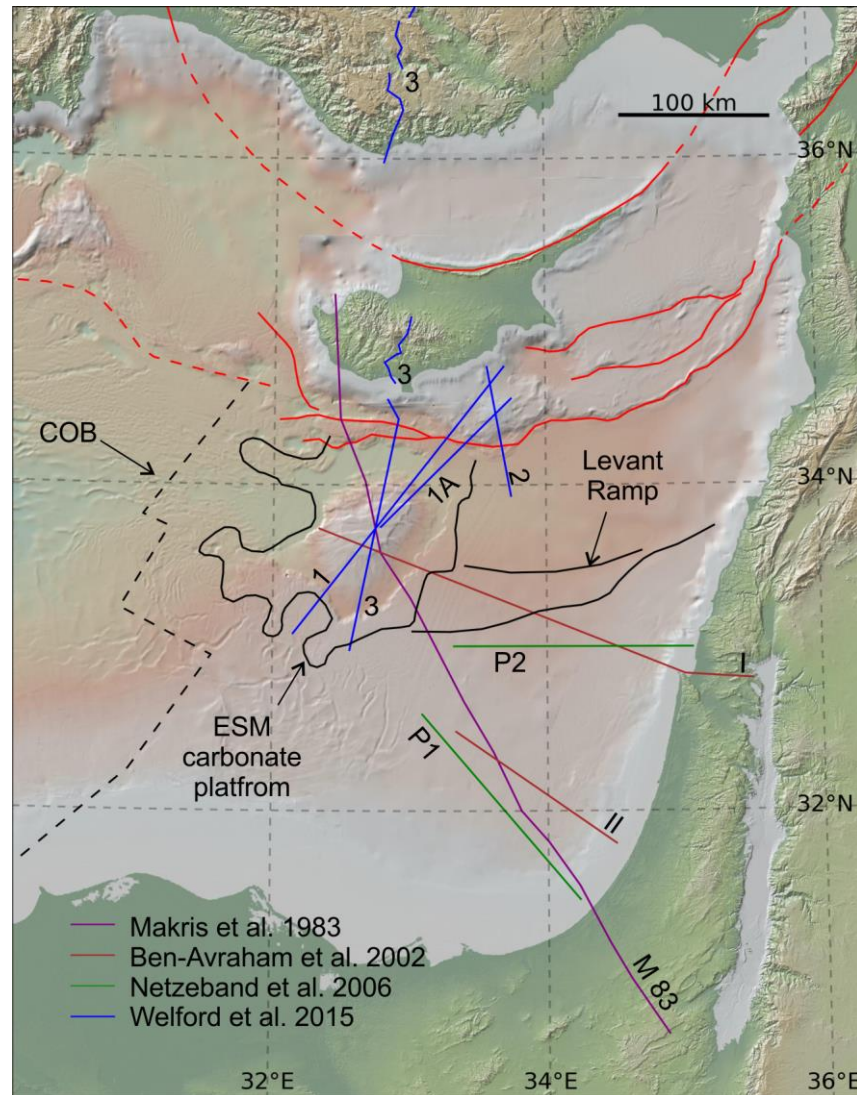 3
100 km
36°N
3
COB
34°N
1A
2
Levant
Ramp
1
3
P2
I
ESM
carbonate
platfrom
P1
32°N
II
Makris et al. 1983
Ben-Avraham et al. 2002
Netzeband et al. 2006
Welford et al. 2015
M 83
32°E
34°E
36°E